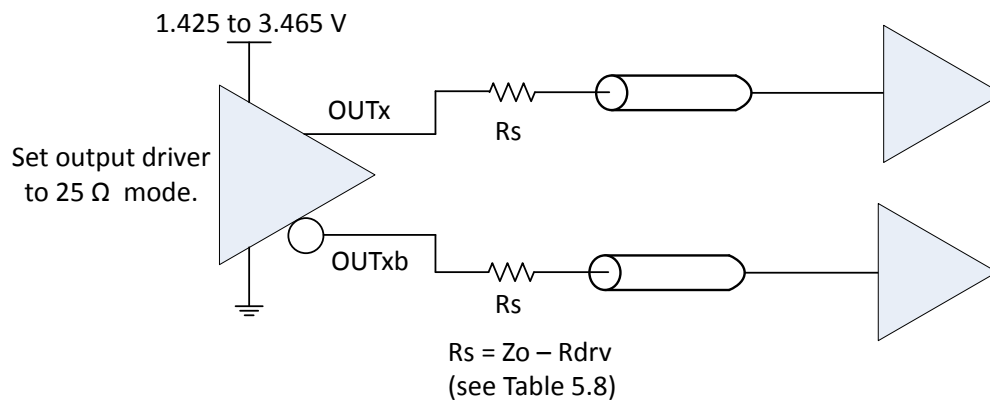 1.425 to 3.465 V
OUTx
Rs
Set output driver
to 25 Ω mode.
OUTxb
Rs
Rs = Zo – Rdrv
(see Table 5.8)